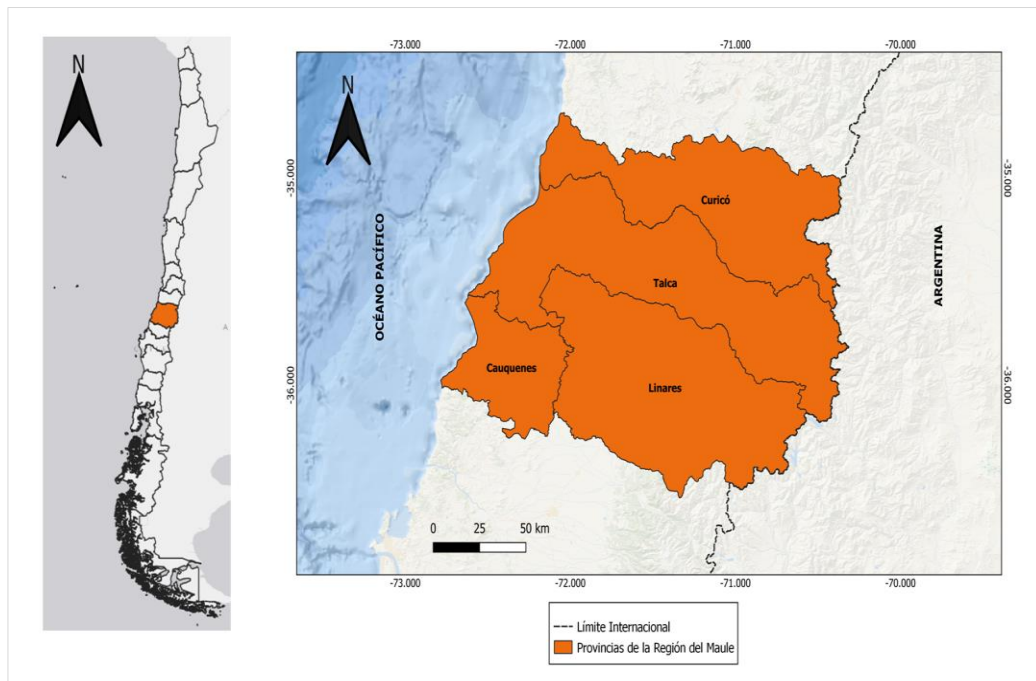 N
-73.000
-72.000
-71.000
-70.000
N
-35.000
-35.000
Curicó
OCÉANO PACÍFICO
ARGENTINA
Talca
Cauquenes
Linares
-36.000
-36.000
0 25 50 km
-73.000
-72.000
-71.000
-70.000
Límite Internacional
Provincias de la Región del Maule